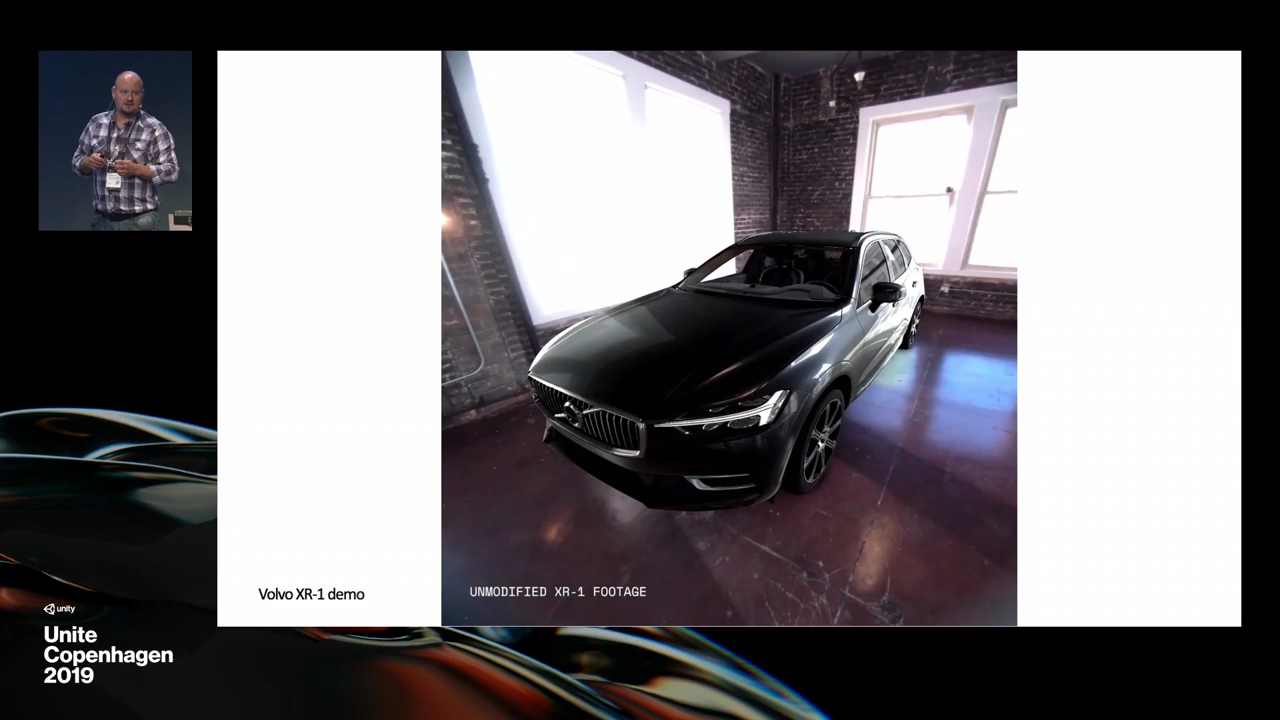 Volvo XR-1 demo
UNMODIFIED XR-1 FOOTAGE
unity
Unite
Copenhagen
2019